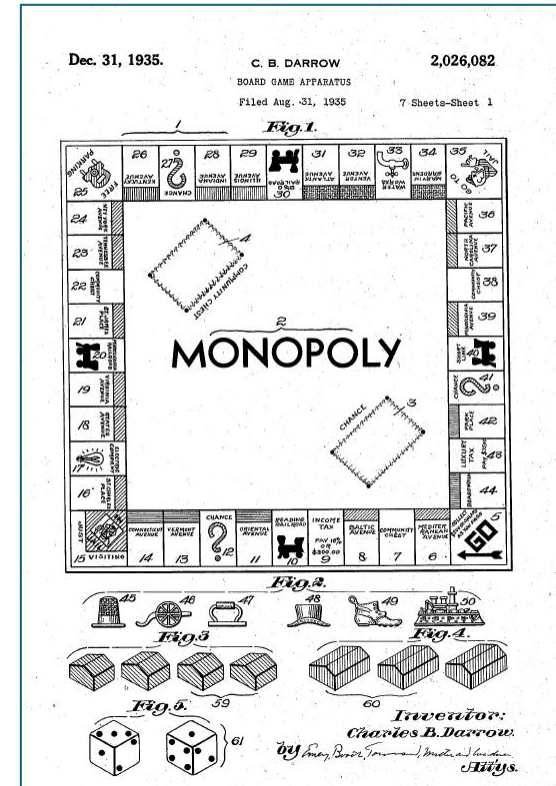 Dec. 31, 1935.
C. B. DARROW
2,026,082
BOARD GAME APPARATUS
Filed Aug. 31, 1935
7 Sheets-Sheet 1
1
Fig.1.
FREE PARKING
25
26
KENTUCKY AVENUE
27
CHANCE
28
INDIANA AVENUE
29
ILLINOIS AVENUE
B & O RAILROAD
30
31
ATLANTIC AVENUE
32
VENTNOR AVENUE
33
WATER WORKS
34
MARVIN GARDENS
35
GO TO JAIL
24
NEW YORK AVENUE
23
TENNESSEE AVENUE
22
COMMUNITY CHEST
21
ST. JAMES PLACE
20
PENNSYLVANIA RAILROAD
19
VIRGINIA AVENUE
18
STATES AVENUE
17
ELECTRIC COMPANY
16
ST. CHARLES PLACE
4
COMMUNITY CHEST
2
MONOPOLY
CHANCE
3
PACIFIC AVENUE
36
NORTH CAROLINA AVENUE
37
COMMUNITY CHEST
38
PENNSYLVANIA AVENUE
39
SHORT LINE
40
CHANCE
41
PARK PLACE
42
LUXURY TAX
PAY $75.00
43
BOARDWALK
44
JUST
15 VISITING
IN JAIL
CONNECTICUT AVENUE
14
VERMONT AVENUE
13
CHANCE
12
ORIENTAL AVENUE
11
READING RAILROAD
10
INCOME TAX
PAY 10% OR $200.00
9
BALTIC AVENUE
8
COMMUNITY CHEST
7
MEDITERRANEAN AVENUE
6
COLLECT
GO
5
Fig.2.
45
46
47
48
49
50
Fig.3
Fig.4.
59
60
Fig.5.
61
Inventor:
Charles B. Darrow.
by
Attys.